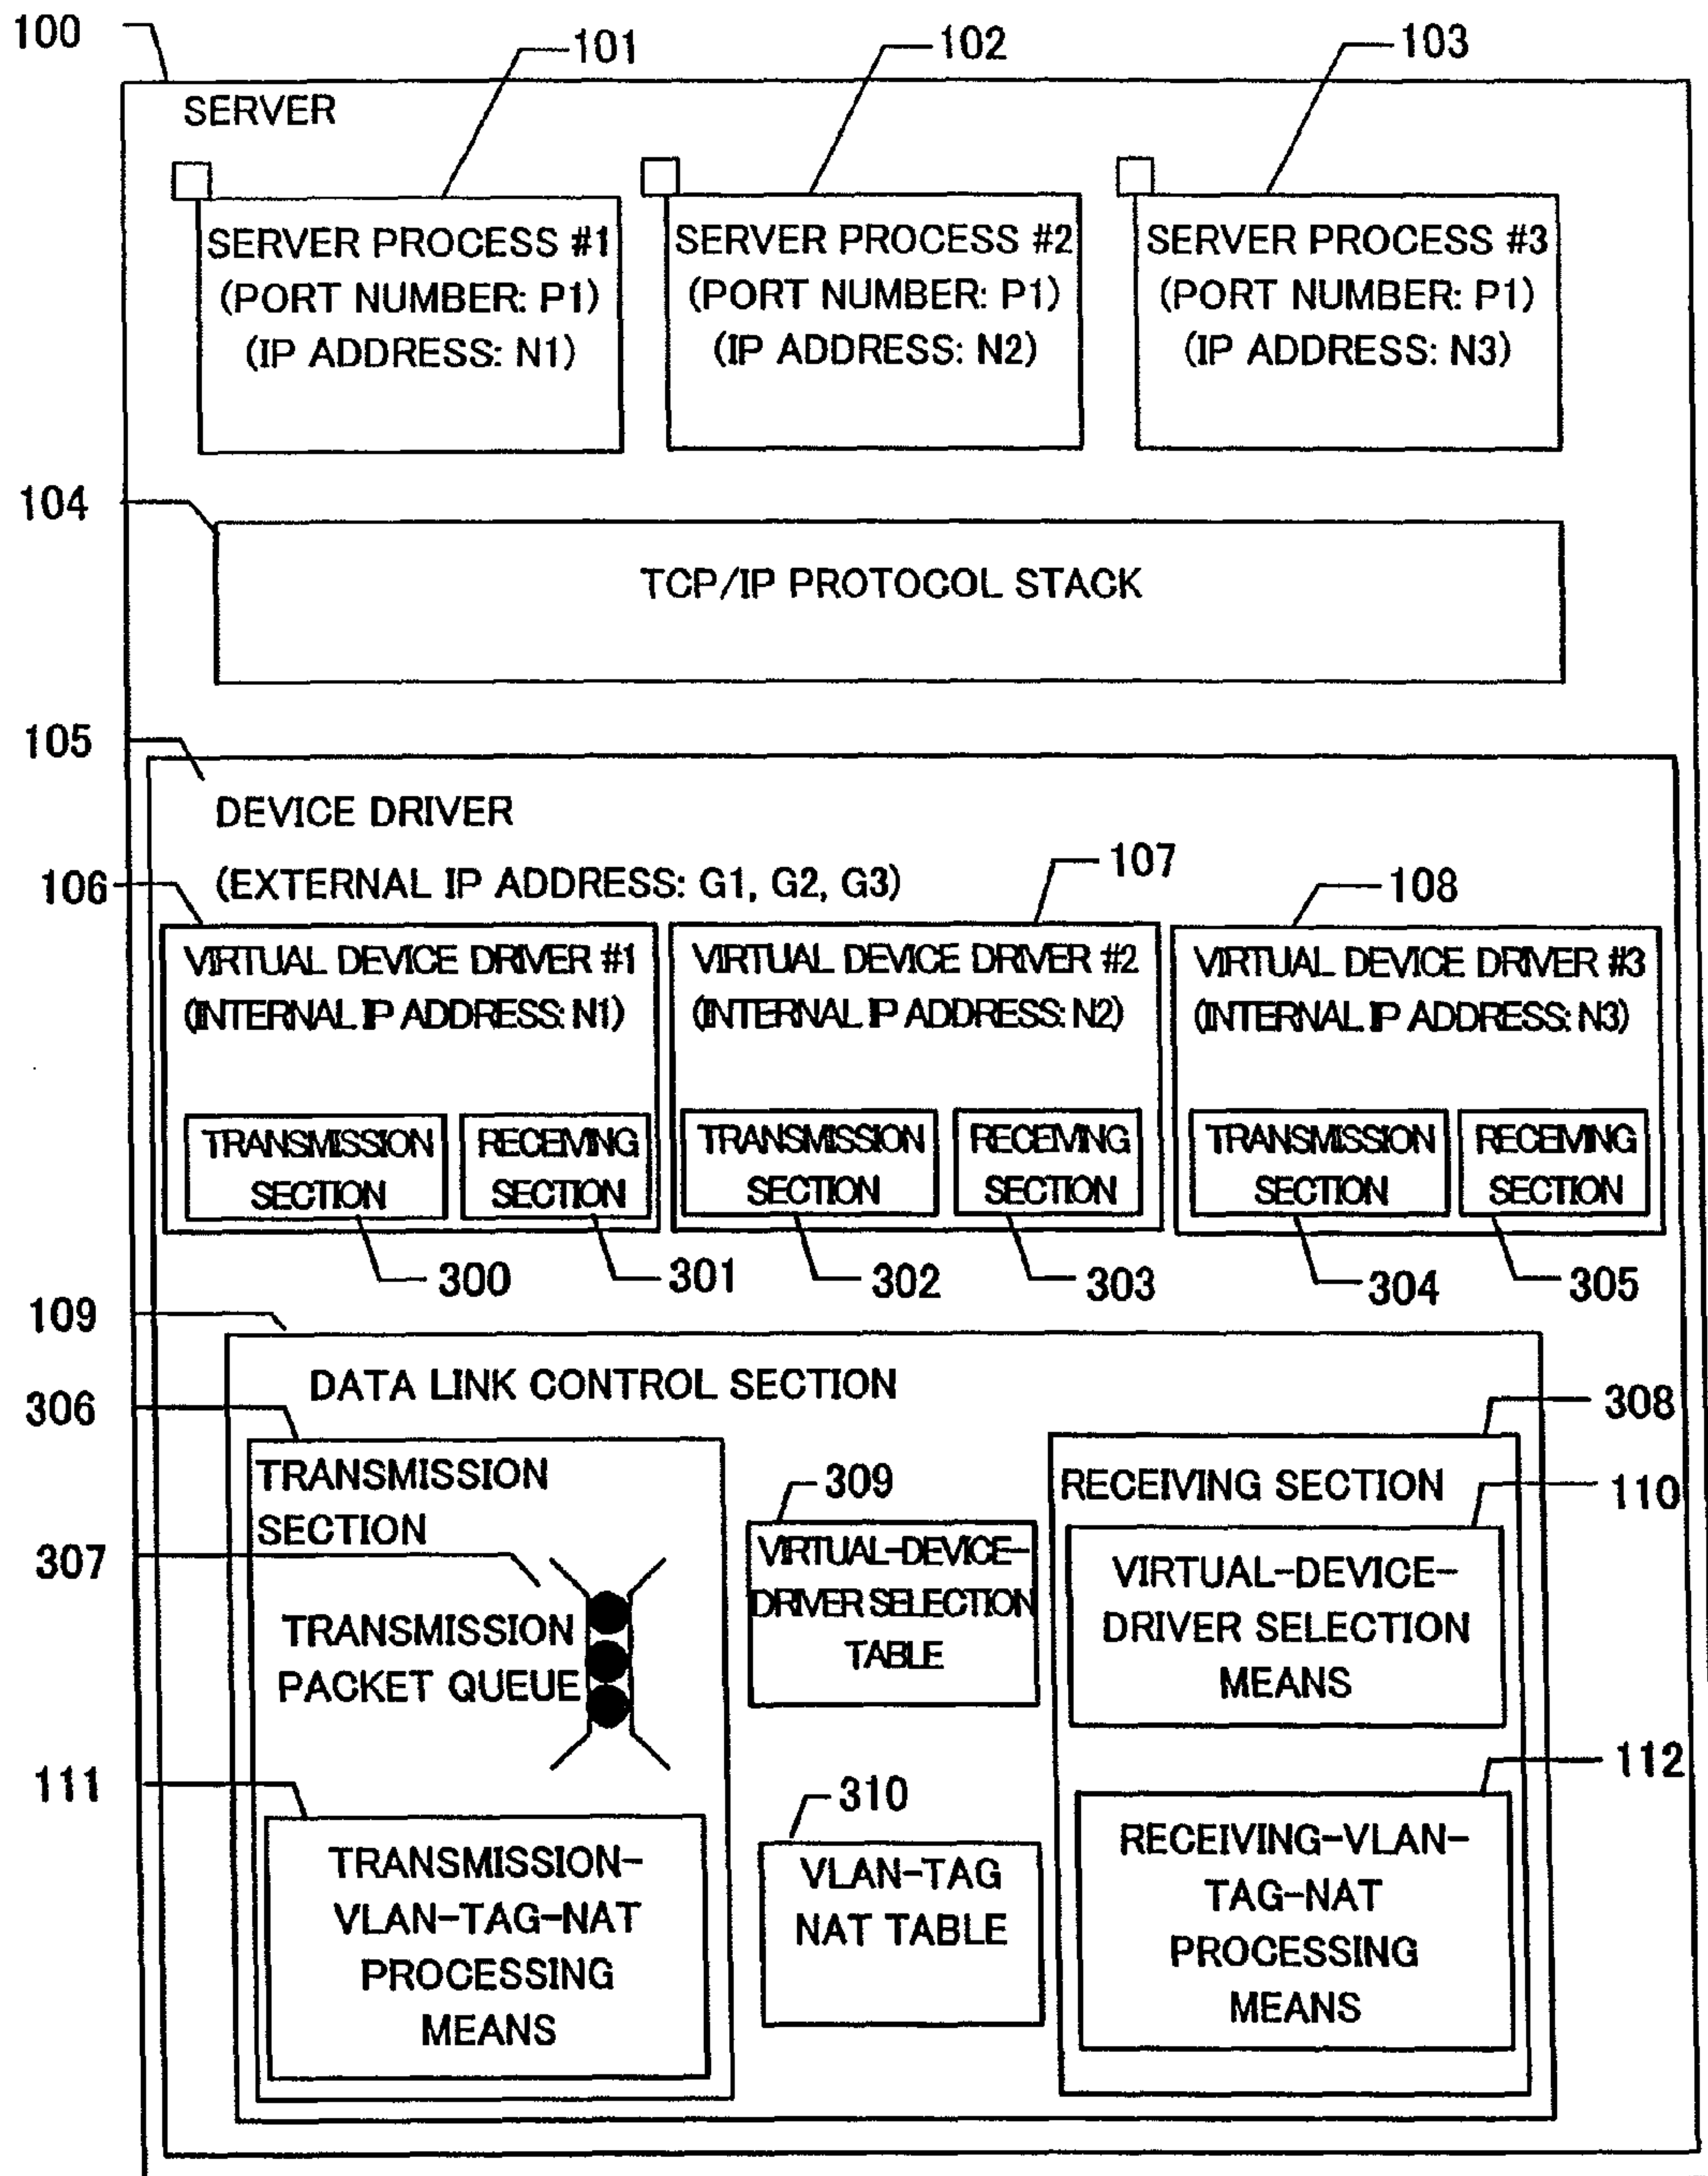 100
101
102
103
SERVER
SERVER PROCESS #1
(PORT NUMBER: P1)
(IP ADDRESS: N1)
SERVER PROCESS #2
(PORT NUMBER: P1)
(IP ADDRESS: N2)
SERVER PROCESS #3
(PORT NUMBER: P1)
(IP ADDRESS: N3)
104
TCP/IP PROTOCOL STACK
105
DEVICE DRIVER
(EXTERNAL IP ADDRESS: G1, G2, G3)
106
107
108
VIRTUAL DEVICE DRIVER #1
(INTERNAL IP ADDRESS: N1)
TRANSMISSION
SECTION
RECEIVING
SECTION
VIRTUAL DEVICE DRIVER #2
(INTERNAL IP ADDRESS: N2)
TRANSMISSION
SECTION
RECEIVING
SECTION
VIRTUAL DEVICE DRIVER #3
(INTERNAL IP ADDRESS: N3)
TRANSMISSION
SECTION
RECEIVING
SECTION
300
301
302
303
304
305
109
DATA LINK CONTROL SECTION
306
TRANSMISSION
SECTION
307
TRANSMISSION
PACKET QUEUE
111
TRANSMISSION-
VLAN-TAG-NAT
PROCESSING
MEANS
309
VIRTUAL-DEVICE-
DRIVER SELECTION
TABLE
310
VLAN-TAG
NAT TABLE
308
RECEIVING SECTION
110
VIRTUAL-DEVICE-
DRIVER SELECTION
MEANS
112
RECEIVING-VLAN-
TAG-NAT
PROCESSING
MEANS